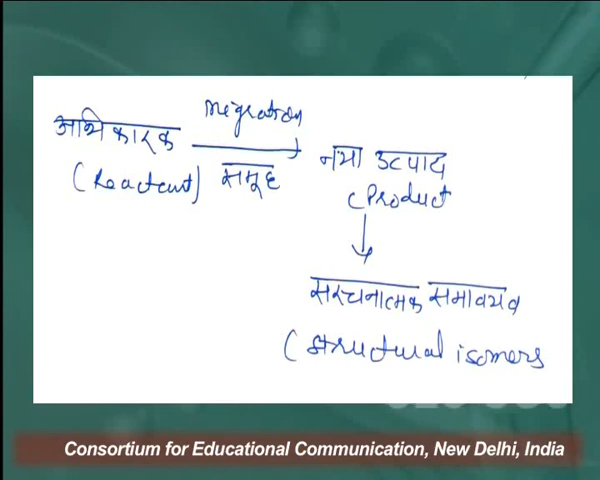 अभिकारक migration नया उत्पाद
(Reactant) समूह (Product
संरचनात्मक समावयव
(structural isomers
Consortium for Educational Communication, New Delhi, India